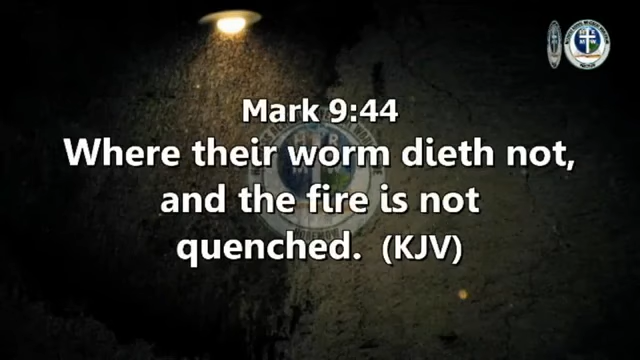 Mark 9:44
Where their worm dieth not,
and the fire is not
quenched. (KJV)